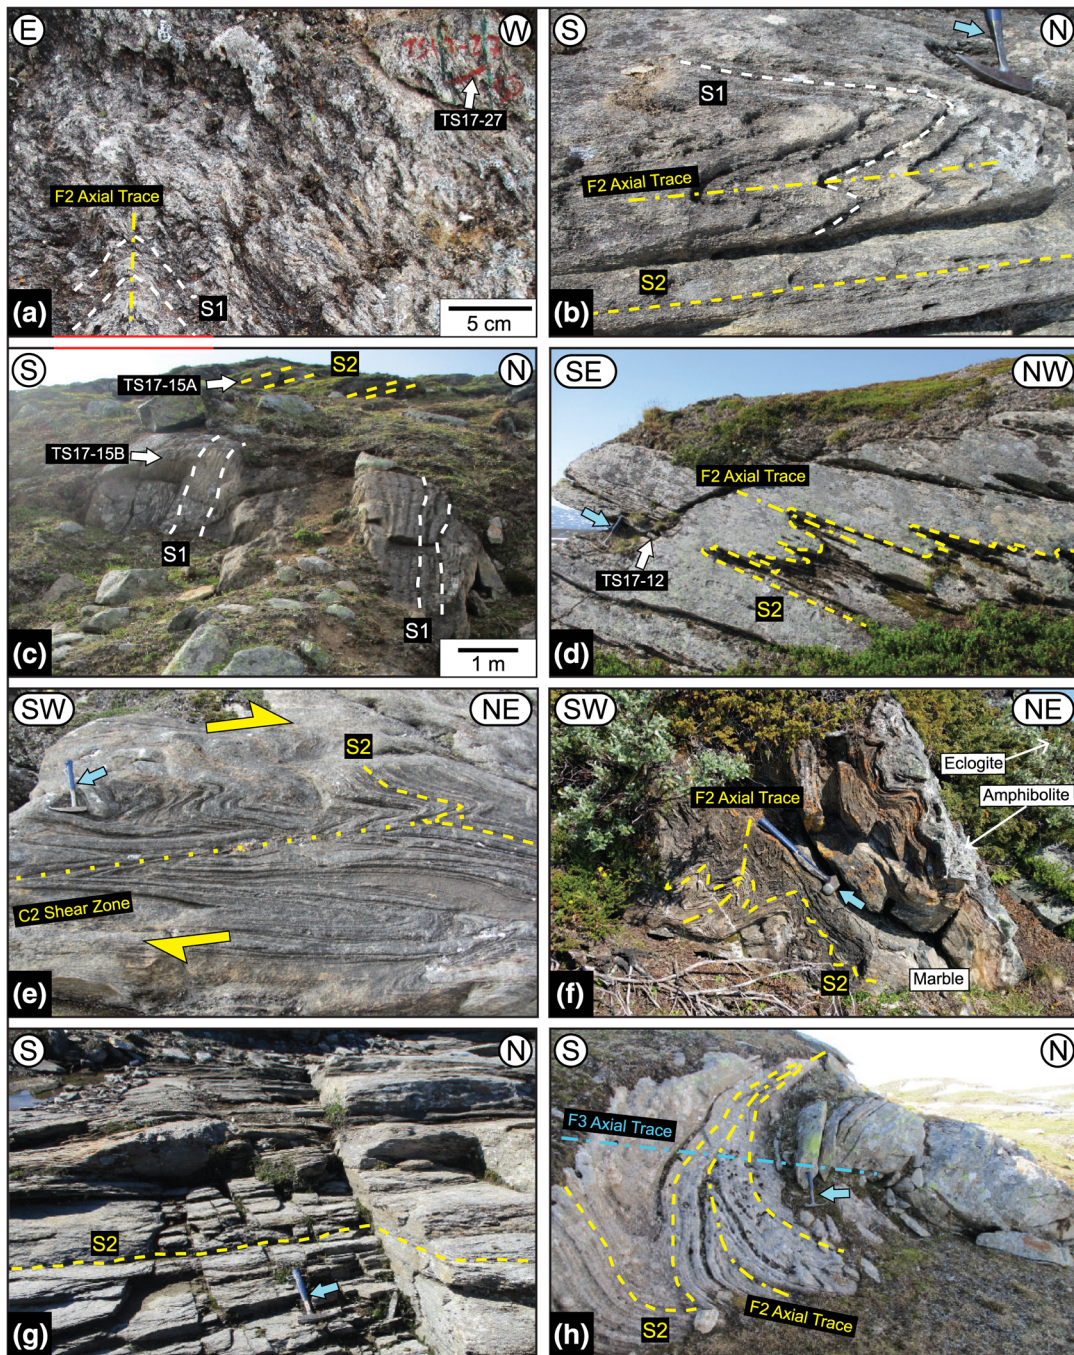 E
W
TS17-27
TS17-27
F2 Axial Trace
S1
(a)
5 cm
S
N
S1
F2 Axial Trace
S2
(b)
S
N
TS17-15A
S2
TS17-15B
S1
S1
(c)
1 m
SE
NW
F2 Axial Trace
TS17-12
S2
(d)
SW
NE
S2
C2 Shear Zone
(e)
SW
NE
Eclogite
F2 Axial Trace
Amphibolite
Marble
S2
(f)
S
N
S2
(g)
S
N
F3 Axial Trace
S2
F2 Axial Trace
(h)